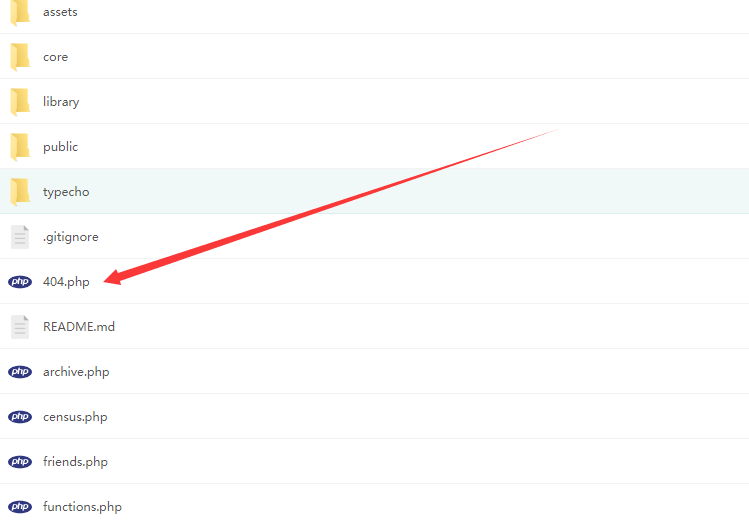 assets
core
library
public
typecho
.gitignore
php 404.php
README.md
php archive.php
php census.php
php friends.php
php functions.php